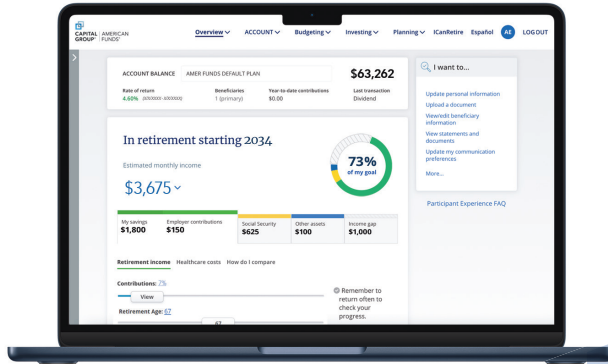 CAPITAL GROUP® | AMERICAN FUNDS®
Overview ACCOUNT Budgeting Investing Planning ICanRetire Español AE LOGOUT
ACCOUNT BALANCE AMER FUNDS DEFAULT PLAN $63,262
Rate of return Beneficiaries Year-to-date contributions Last transaction
4.60% 1 (primary) $0.00 Dividend
I want to...
Update personal information
Upload a document
View/edit beneficiary
information
View statements and
documents
Update my communication
preferences
More...
Participant Experience FAQ
In retirement starting 2034
Estimated monthly income
$3,675
73%
of my goal
My savings Employer contributions Social Security Other assets Income gap
$1,800 $150 $625 $100 $1,000
Retirement income Healthcare costs How do I compare
Contributions: 7%
View
Retirement Age: 67
67
Remember to
return often to
check your
progress.